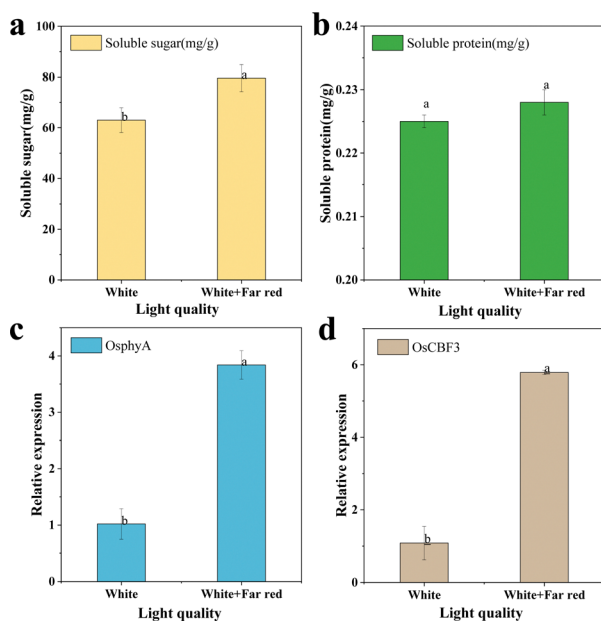 a
Soluble sugar(mg/g)
Soluble sugar(mg/g)
100
80
60
40
20
0
b
a
White
White+Far red
Light quality
b
Soluble protein(mg/g)
Soluble protein(mg/g)
0.23
0.22
0.21
0.20
a
a
White
White+Far red
Light quality
c
OsphyA
Relative expression
4
3
2
1
0
b
a
White
White+Far red
Light quality
d
OsCBF3
Relative expression
6
4
2
0
b
a
White
White+Far red
Light quality